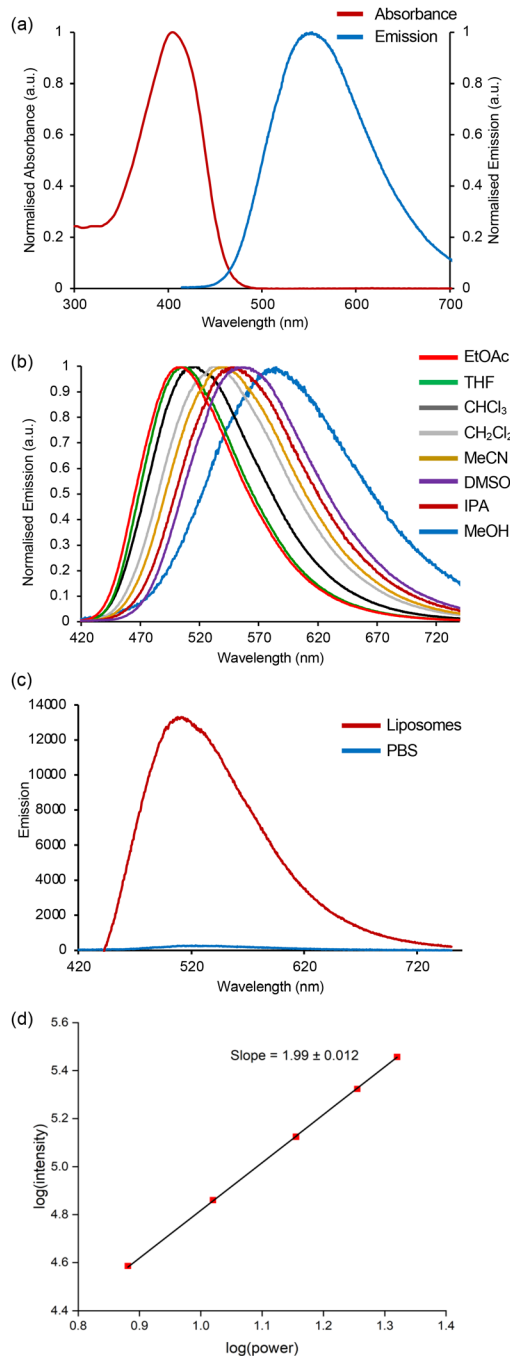 (a)
Absorbance
Emission
Normalised Absorbance (a.u.)
Normalised Emission (a.u.)
1
0.8
0.6
0.4
0.2
0
1
0.8
0.6
0.4
0.2
0
300 400 500 600 700
Wavelength (nm)
(b)
EtOAc
THF
CHCl₃
CH₂Cl₂
MeCN
DMSO
IPA
MeOH
Normalised Emission (a.u.)
1
0.9
0.8
0.7
0.6
0.5
0.4
0.3
0.2
0.1
0
420 470 520 570 620 670 720
Wavelength (nm)
(c)
Liposomes
PBS
Emission
14000
12000
10000
8000
6000
4000
2000
0
420 520 620 720
Wavelength (nm)
(d)
Slope = 1.99 ± 0.012
log(intensity)
5.6
5.4
5.2
5.0
4.8
4.6
4.4
0.8 0.9 1.0 1.1 1.2 1.3 1.4
log(power)